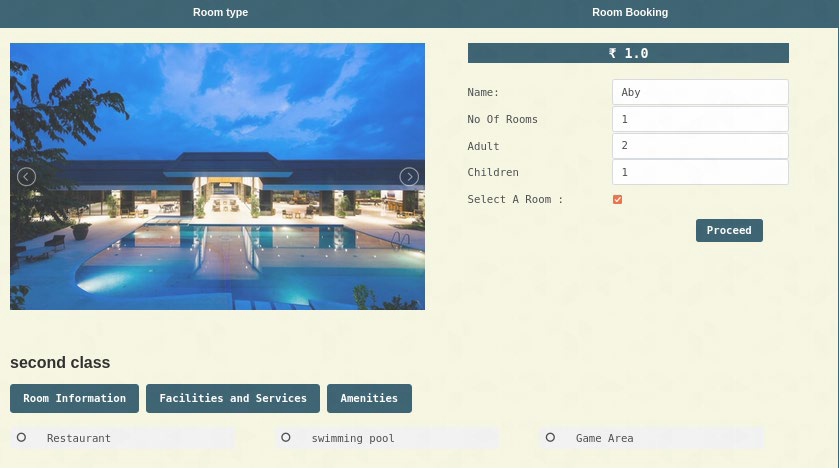 Room type
Room Booking
₹ 1.0
Name: Aby
No Of Rooms 1
Adult 2
Children 1
Select A Room :
Proceed
second class
Room Information Facilities and Services Amenities
Restaurant swimming pool Game Area